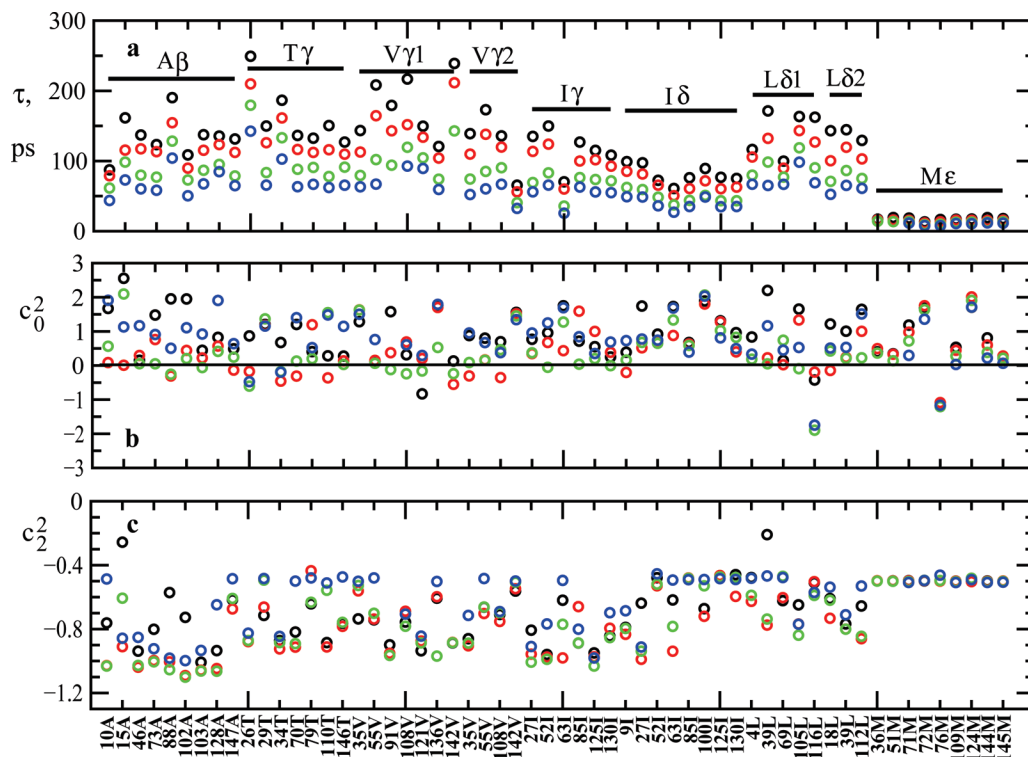 300
a
Aβ
Tγ
Vγ1
Vγ2
Iγ
Iδ
Lδ1
Lδ2
Mε
τ,
ps
200
100
0
3
2
1
0
−1
−2
−3
c₀²
b
0
−0.4
−0.8
−1.2
c₂²
c
10A 15A 46A 73A 88A 102A 103A 128A 147A 26T 29T 34T 70T 79T 110T 146T 35V 55V 91V 108V 121V 136V 142V 35V 55V 108V 142V 27I 52I 63I 85I 125I 130I 9I 27I 52I 63I 85I 100I 125I 130I 4L 39L 69L 105L 116L 18L 39L 112L 36M 51M 71M 72M 76M 109M 124M 144M 145M